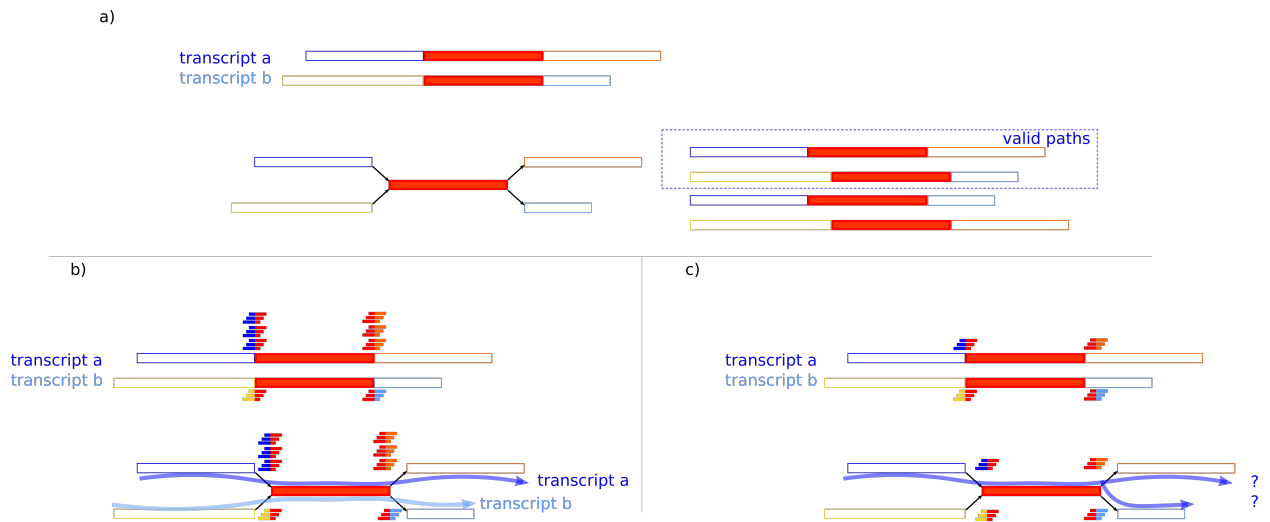 a)
transcript a
transcript b
valid paths
b)
c)
transcript a
transcript b
transcript a
transcript b
transcript a
transcript b
?
?